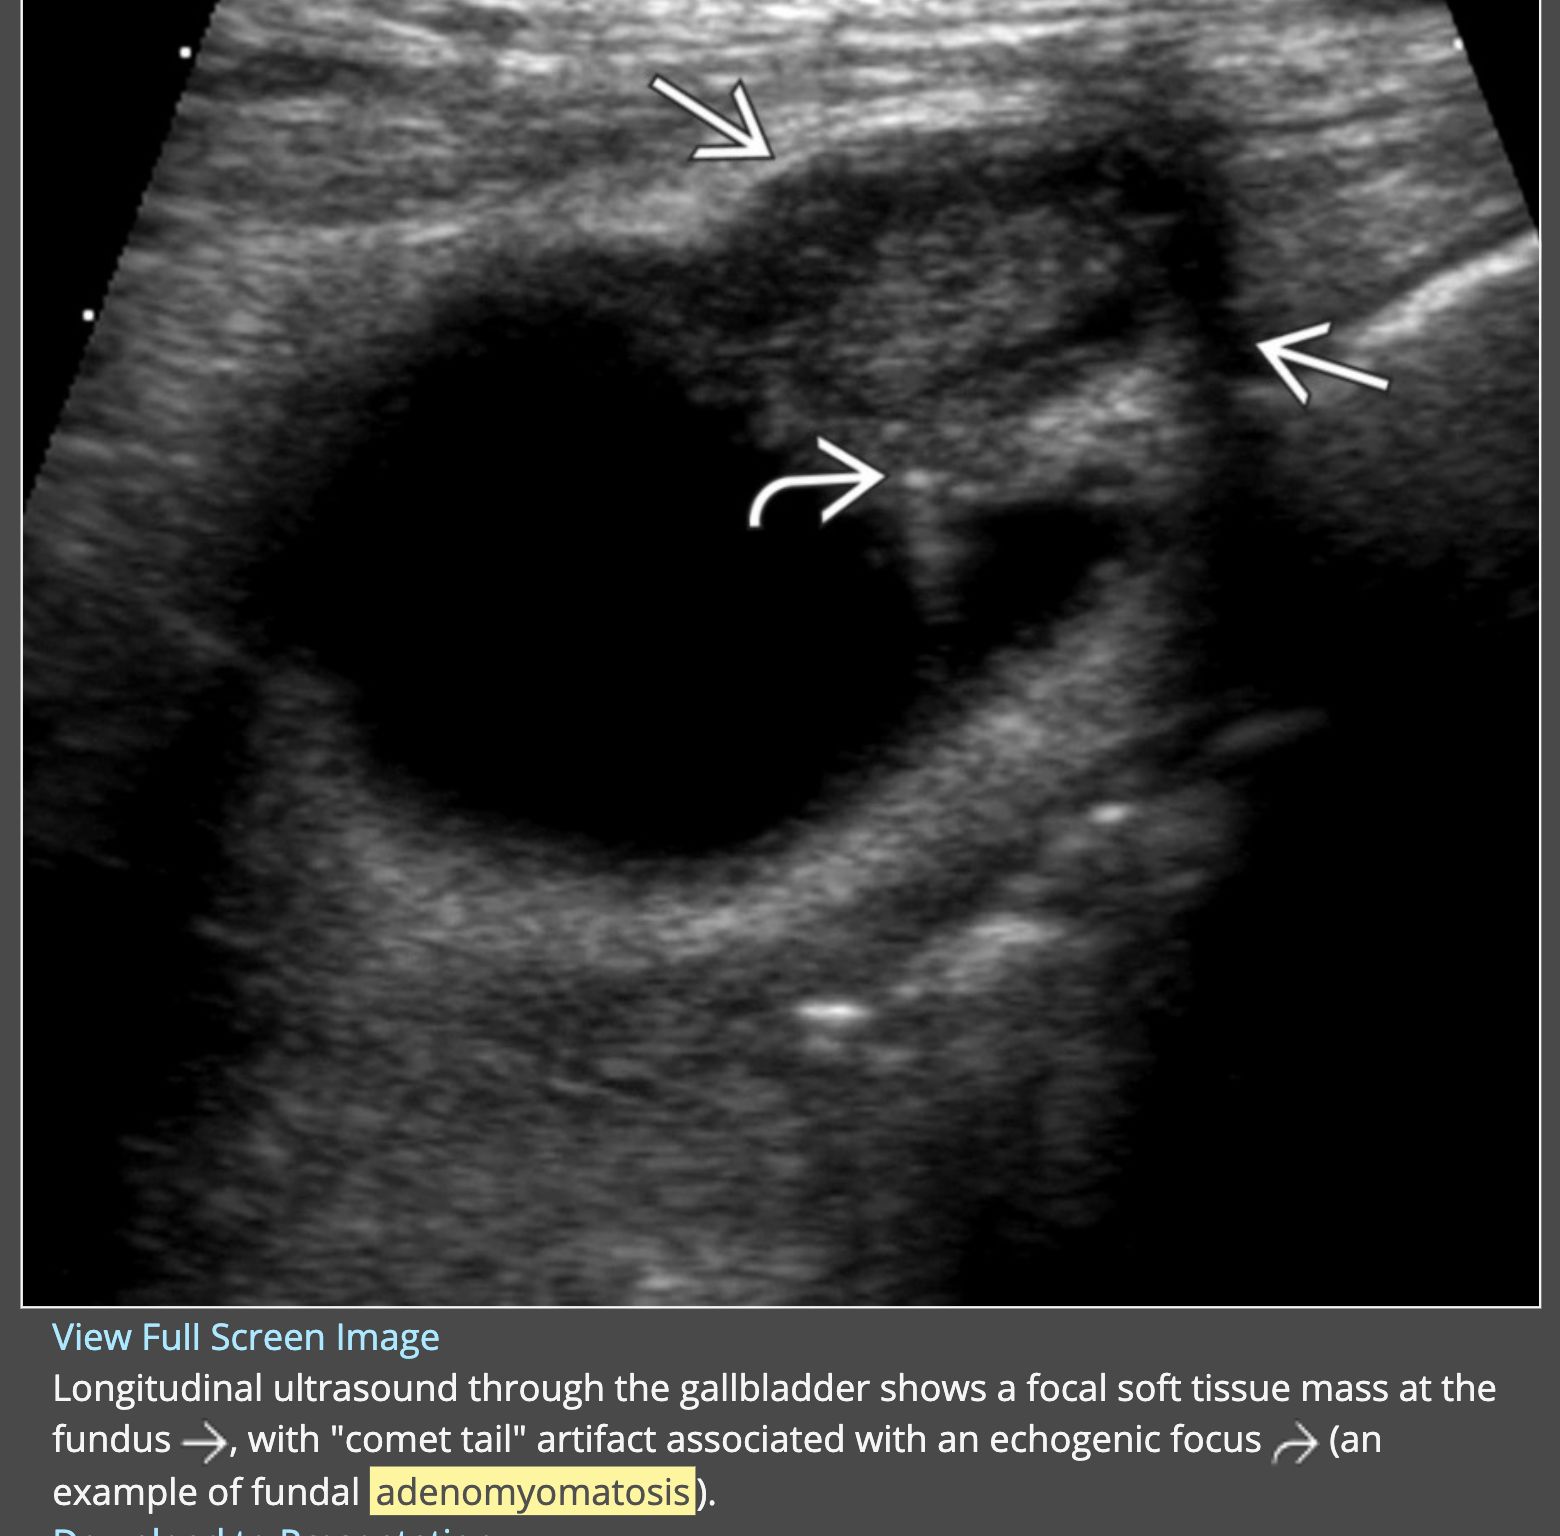 View Full Screen Image
Longitudinal ultrasound through the gallbladder shows a focal soft tissue mass at the
fundus →, with "comet tail" artifact associated with an echogenic focus ↪ (an
example of fundal adenomyomatosis).